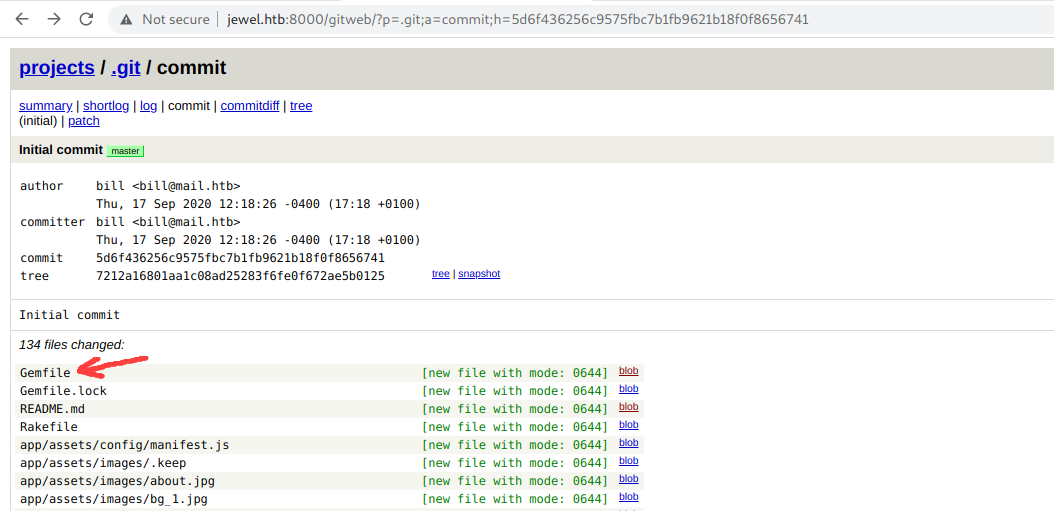 Not secure | jewel.htb:8000/gitweb/?p=.git;a=commit;h=5d6f436256c9575fbc7b1fb9621b18f0f8656741
projects / .git / commit
summary | shortlog | log | commit | commitdiff | tree
(initial) | patch
Initial commit master
author bill <bill@mail.htb>
Thu, 17 Sep 2020 12:18:26 -0400 (17:18 +0100)
committer bill <bill@mail.htb>
Thu, 17 Sep 2020 12:18:26 -0400 (17:18 +0100)
commit 5d6f436256c9575fbc7b1fb9621b18f0f8656741
tree 7212a16801aa1c08ad25283f6fe0f672ae5b0125 tree | snapshot
Initial commit
134 files changed:
Gemfile [new file with mode: 0644] blob
Gemfile.lock [new file with mode: 0644] blob
README.md [new file with mode: 0644] blob
Rakefile [new file with mode: 0644] blob
app/assets/config/manifest.js [new file with mode: 0644] blob
app/assets/images/.keep [new file with mode: 0644] blob
app/assets/images/about.jpg [new file with mode: 0644] blob
app/assets/images/bg_1.jpg [new file with mode: 0644] blob